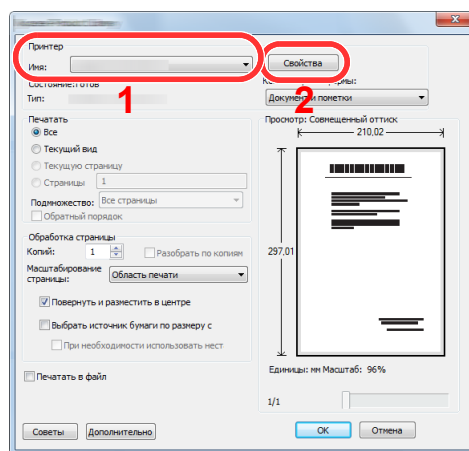 Принтер
Имя:
Свойства
Состояние: Готов
Тип:
1
2
Документ и пометки
Печатать
Все
Текущий вид
Текущую страницу
Страницы 1
Подмножество: Все страницы
Обратный порядок
Просмотр: Совмещенный оттиск
210,02
297,01
Обработка страницы
Копий: 1 Разобрать по копиям
Масштабирование
страницы: Область печати
Повернуть и разместить в центре
Выбрать источник бумаги по размеру с
При необходимости использовать нест
Печатать в файл
Единицы: мм Масштаб: 96%
1/1
Советы Дополнительно
OK Отмена